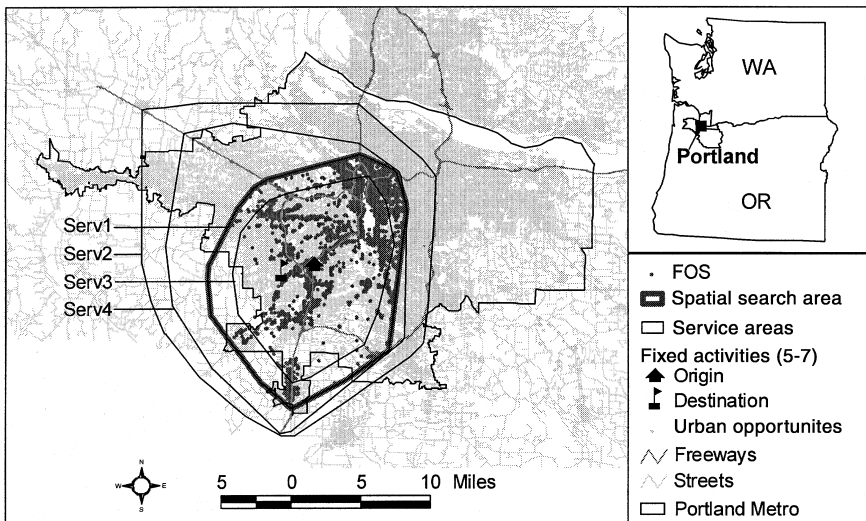 Serv1
Serv2
Serv3
Serv4
N
W
E
S
5 0 5 10 Miles
WA
Portland
OR
FOS
Spatial search area
Service areas
Fixed activities (5-7)
Origin
Destination
Urban opportunites
Freeways
Streets
Portland Metro